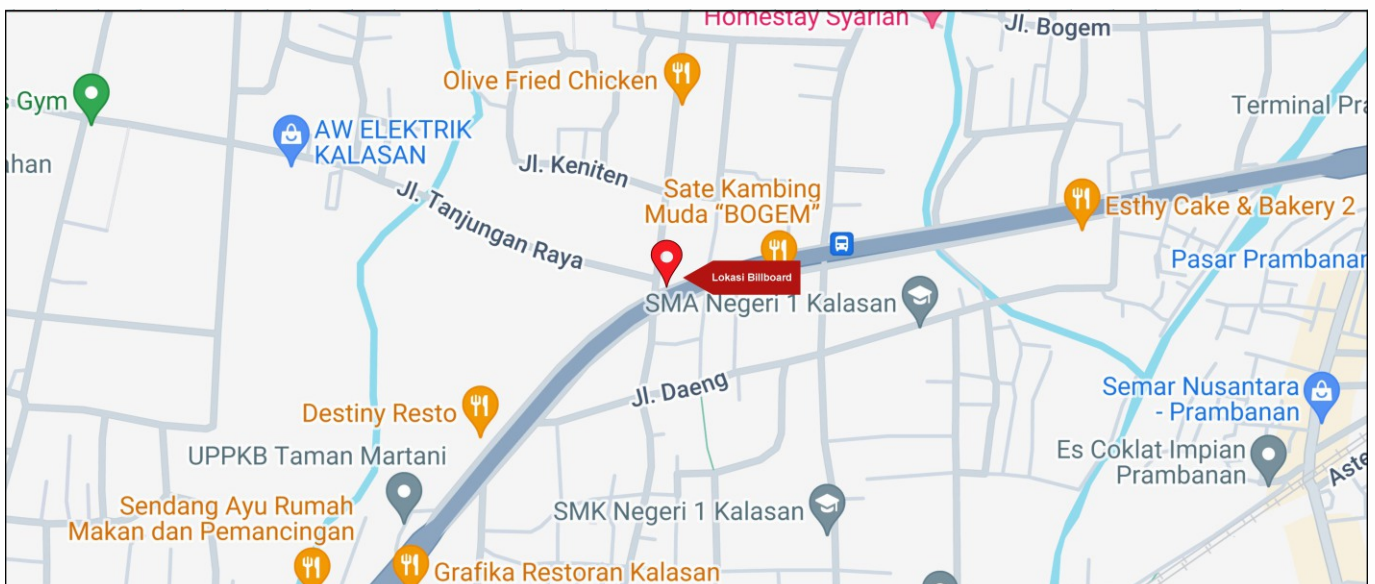 Homestay Syariah
Jl. Bogem
Olive Fried Chicken
Gym
AW ELEKTRIK
KALASAN
Terminal
Jl. Keniten
Jl. Tanjungan Raya
Sate Kambing
Muda “BOGEM”
Esthy Cake & Bakery 2
Pasar Prambanan
Lokasi Billboard
SMA Negeri 1 Kalasan
Jl. Daeng
Destiny Resto
Semar Nusantara
- Prambanan
UPPKB Taman Martani
Es Coklat Impian
Prambanan
Sendang Ayu Rumah
Makan dan Pemancingan
SMK Negeri 1 Kalasan
Grafika Restoran Kalasan